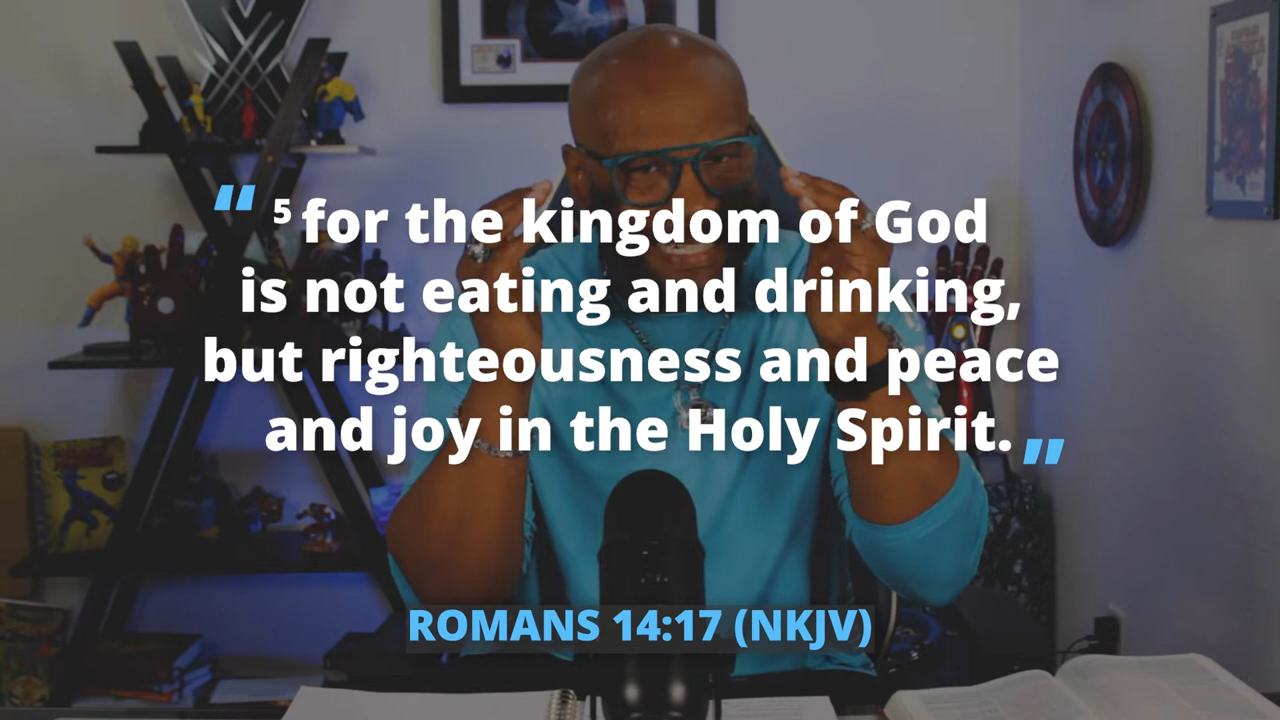 “ 5 for the kingdom of God
is not eating and drinking,
but righteousness and peace
and joy in the Holy Spirit. ”
ROMANS 14:17 (NKJV)